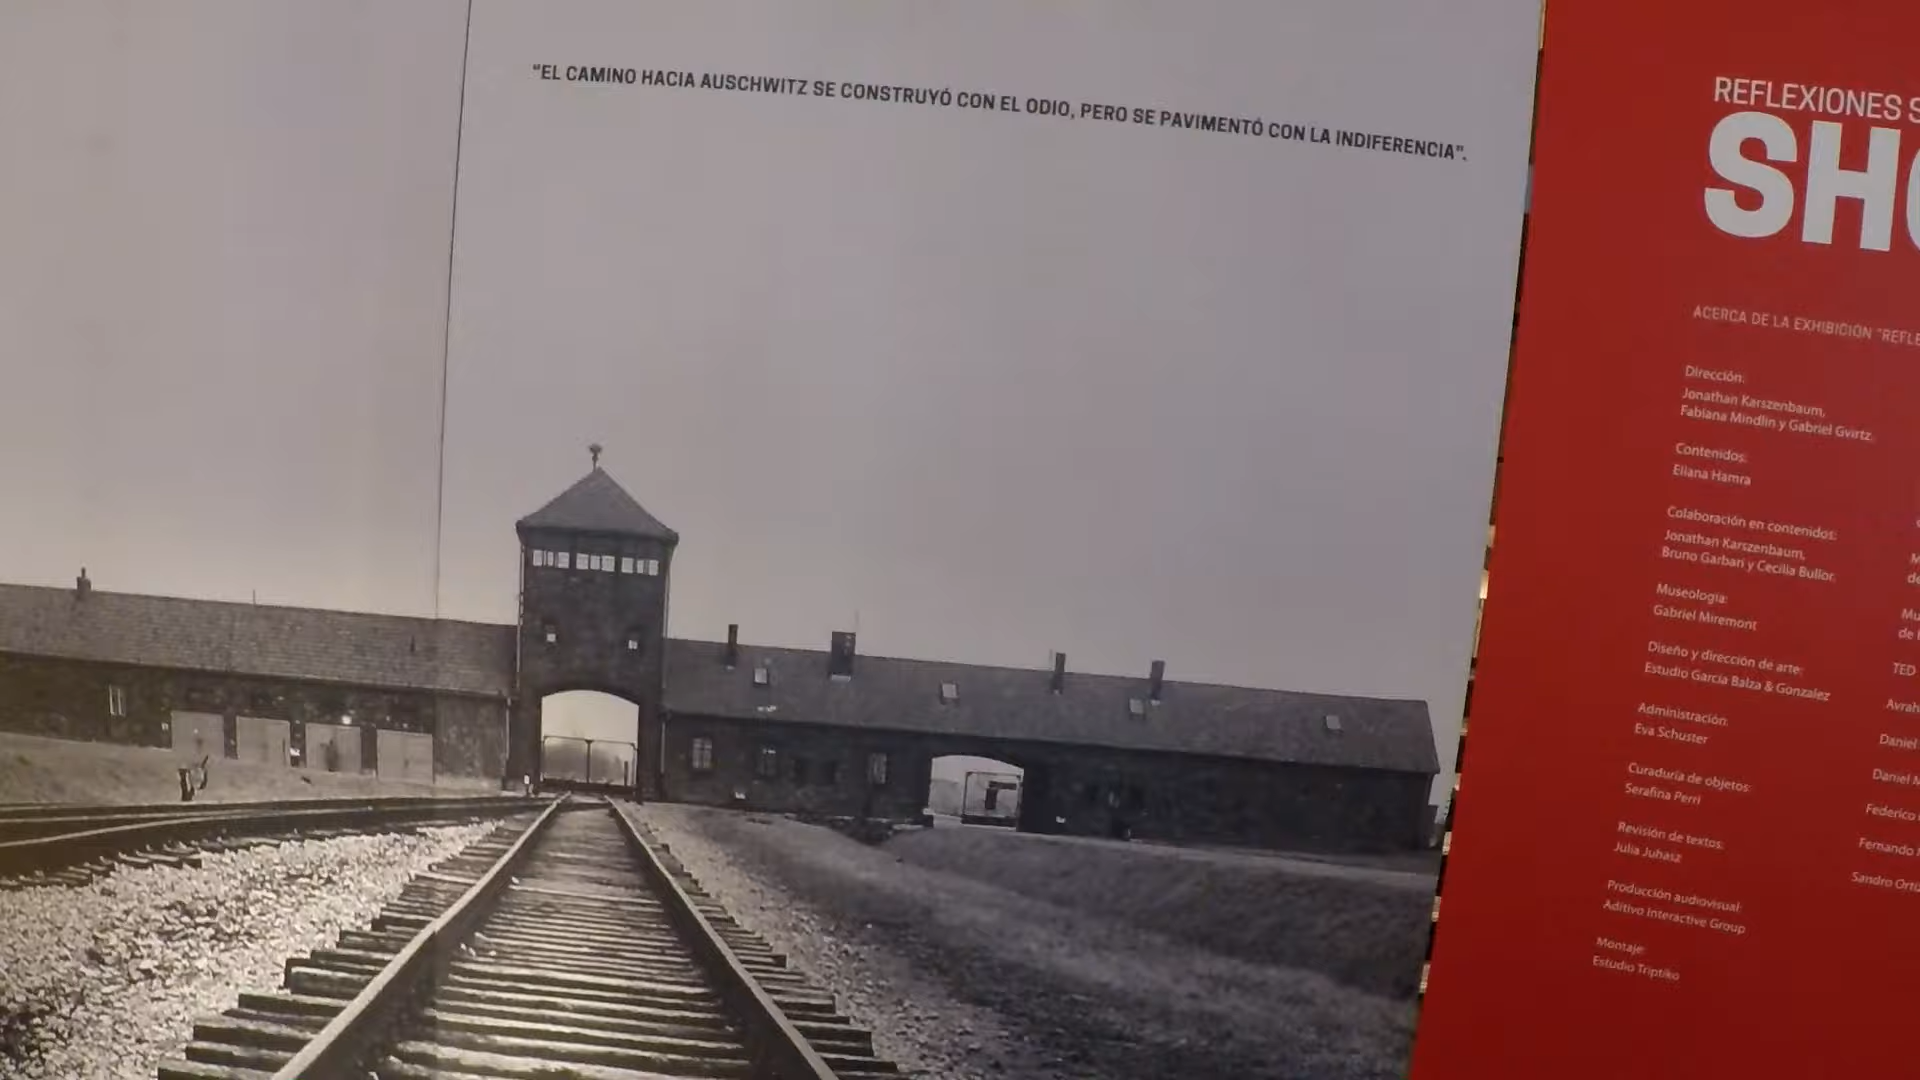 "EL CAMINO HACIA AUSCHWITZ SE CONSTRUYÓ CON EL ODIO, PERO SE PAVIMENTÓ CON LA INDIFERENCIA".
REFLEXIONES
ACERCA DE LA EXHIBICIÓN
Dirección:
Jonathan Karszenbaum,
Fabiana Mindlin y Gabriel Gvirtz.
Contenidos:
Eliana Hamra
Colaboración en contenidos:
Jonathan Karszenbaum,
Bruno Garbari y Cecilia Bullor.
Museología:
Gabriel Miremont
Diseño y dirección de arte:
Estudio García Balza & Gonzalez
Administración:
Eva Schuster
Curaduría de objetos:
Serafina Perri
Revisión de textos:
Julia Juhasz
Producción audiovisual:
Aditivo Interactive Group
Montaje:
Estudio Triptiko
de
TED
Daniel
Daniel
Federico
Fernando
Sandro